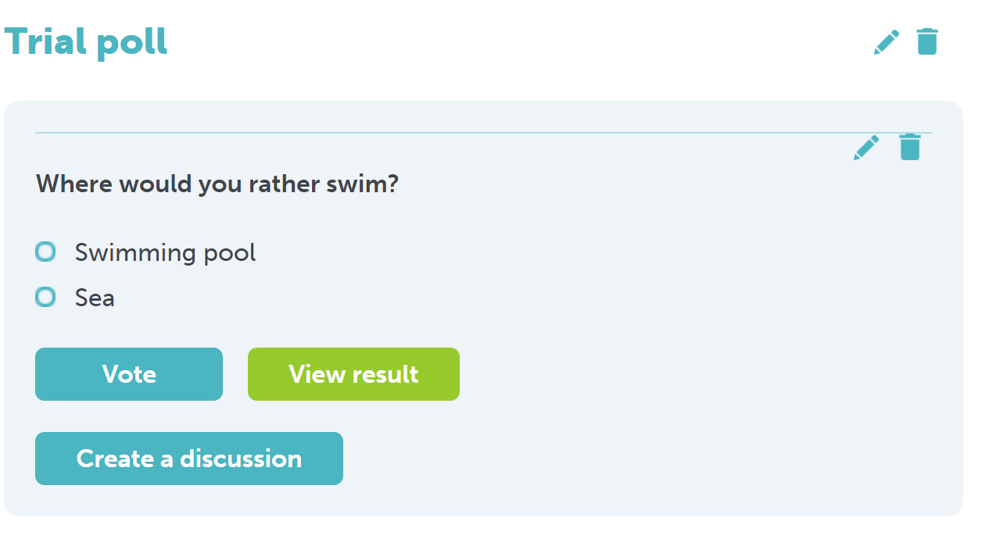 Trial poll
Where would you rather swim?
Swimming pool
Sea
Vote
View result
Create a discussion